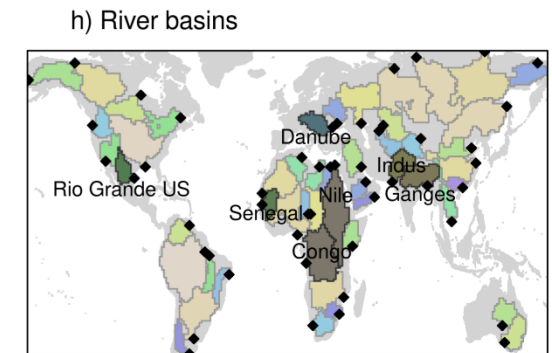 h) River basins
Danube
Indus
Rio Grande US
Nile
Ganges
Senegal
Congo